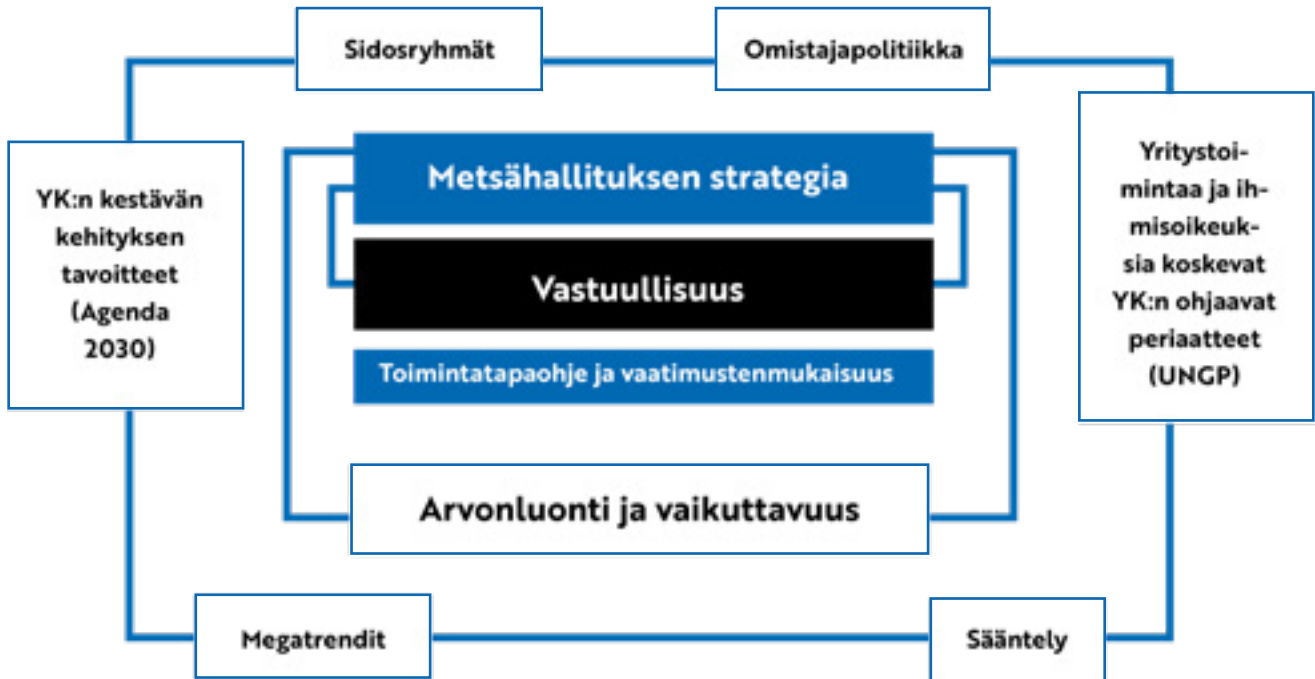 Sidosryhmät
Omistajapolitiikka
YK:n kestävän
kehityksen
tavoitteet
(Agenda
2030)
Metsähallituksen strategia
Vastuullisuus
Toimintatapaohje ja vaatimustenmukaisuus
Arvonluonti ja vaikuttavuus
Yritystoi-
mintaa ja ih-
misoikeuk-
sia koskevat
YK:n ohjaavat
periaatteet
(UNGP)
Megatrendit
Sääntely